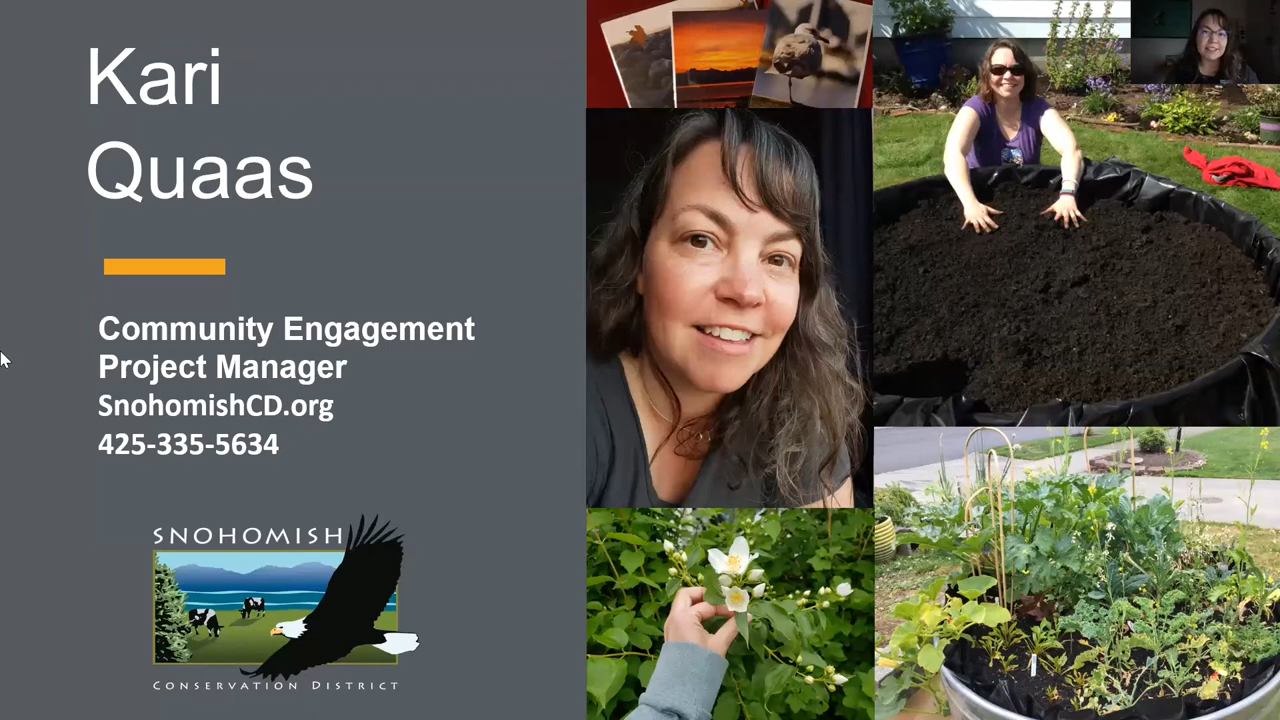 Kari
Quaas
Community Engagement
Project Manager
SnohomishCD.org
425-335-5634
SNOHOMISH
CONSERVATION DISTRICT